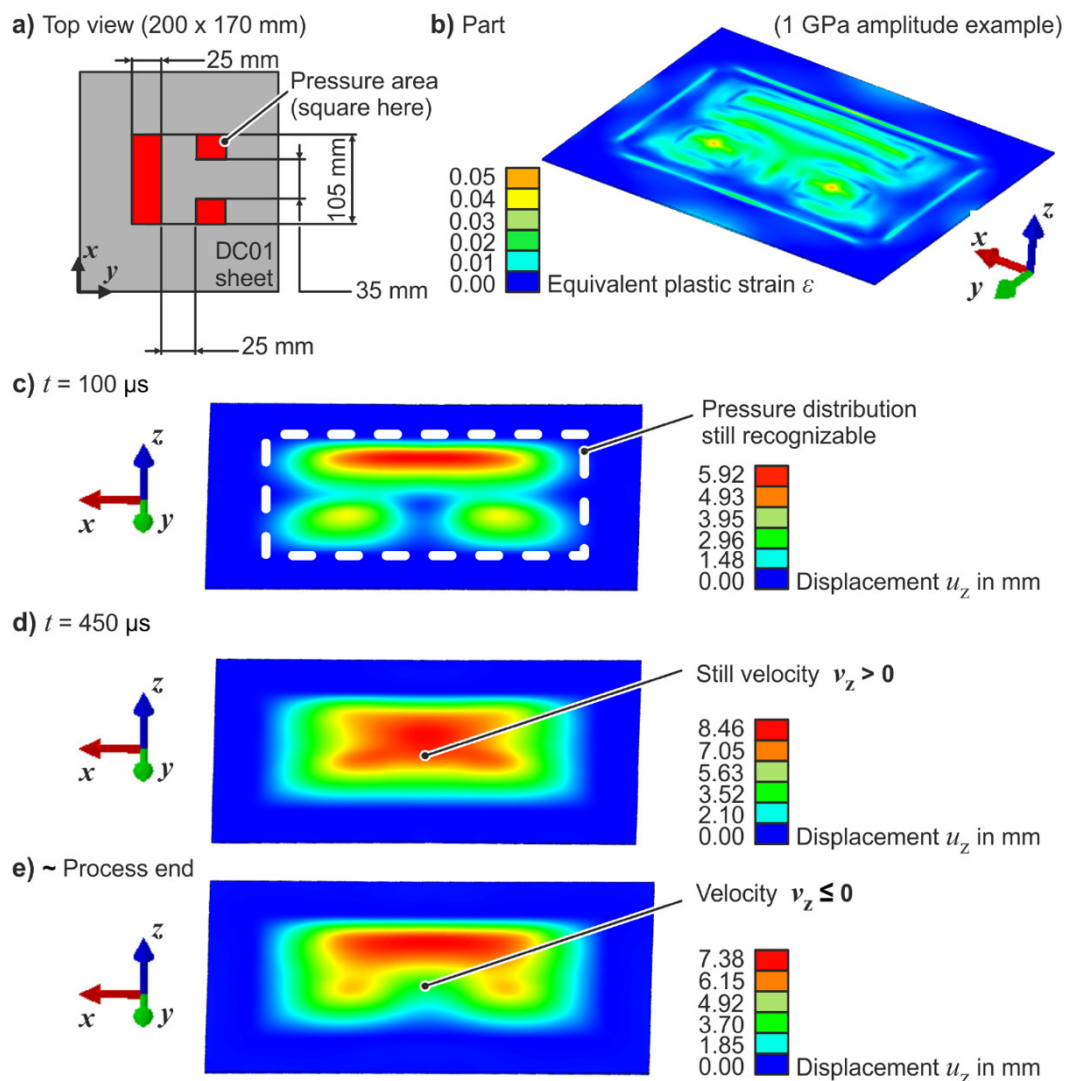 a) Top view (200 x 170 mm)
25 mm
Pressure area
(square here)
105 mm
DC01
sheet
x
y
35 mm
25 mm
b) Part
(1 GPa amplitude example)
0.05
0.04
0.03
0.02
0.01
0.00
Equivalent plastic strain ε
z
x
y
c) t = 100 µs
z
x
y
Pressure distribution
still recognizable
5.92
4.93
3.95
2.96
1.48
0.00
Displacement uz in mm
d) t = 450 µs
z
x
y
Still velocity vz > 0
8.46
7.05
5.63
3.52
2.10
0.00
Displacement uz in mm
e) ~ Process end
z
x
y
Velocity vz ≤ 0
7.38
6.15
4.92
3.70
1.85
0.00
Displacement uz in mm